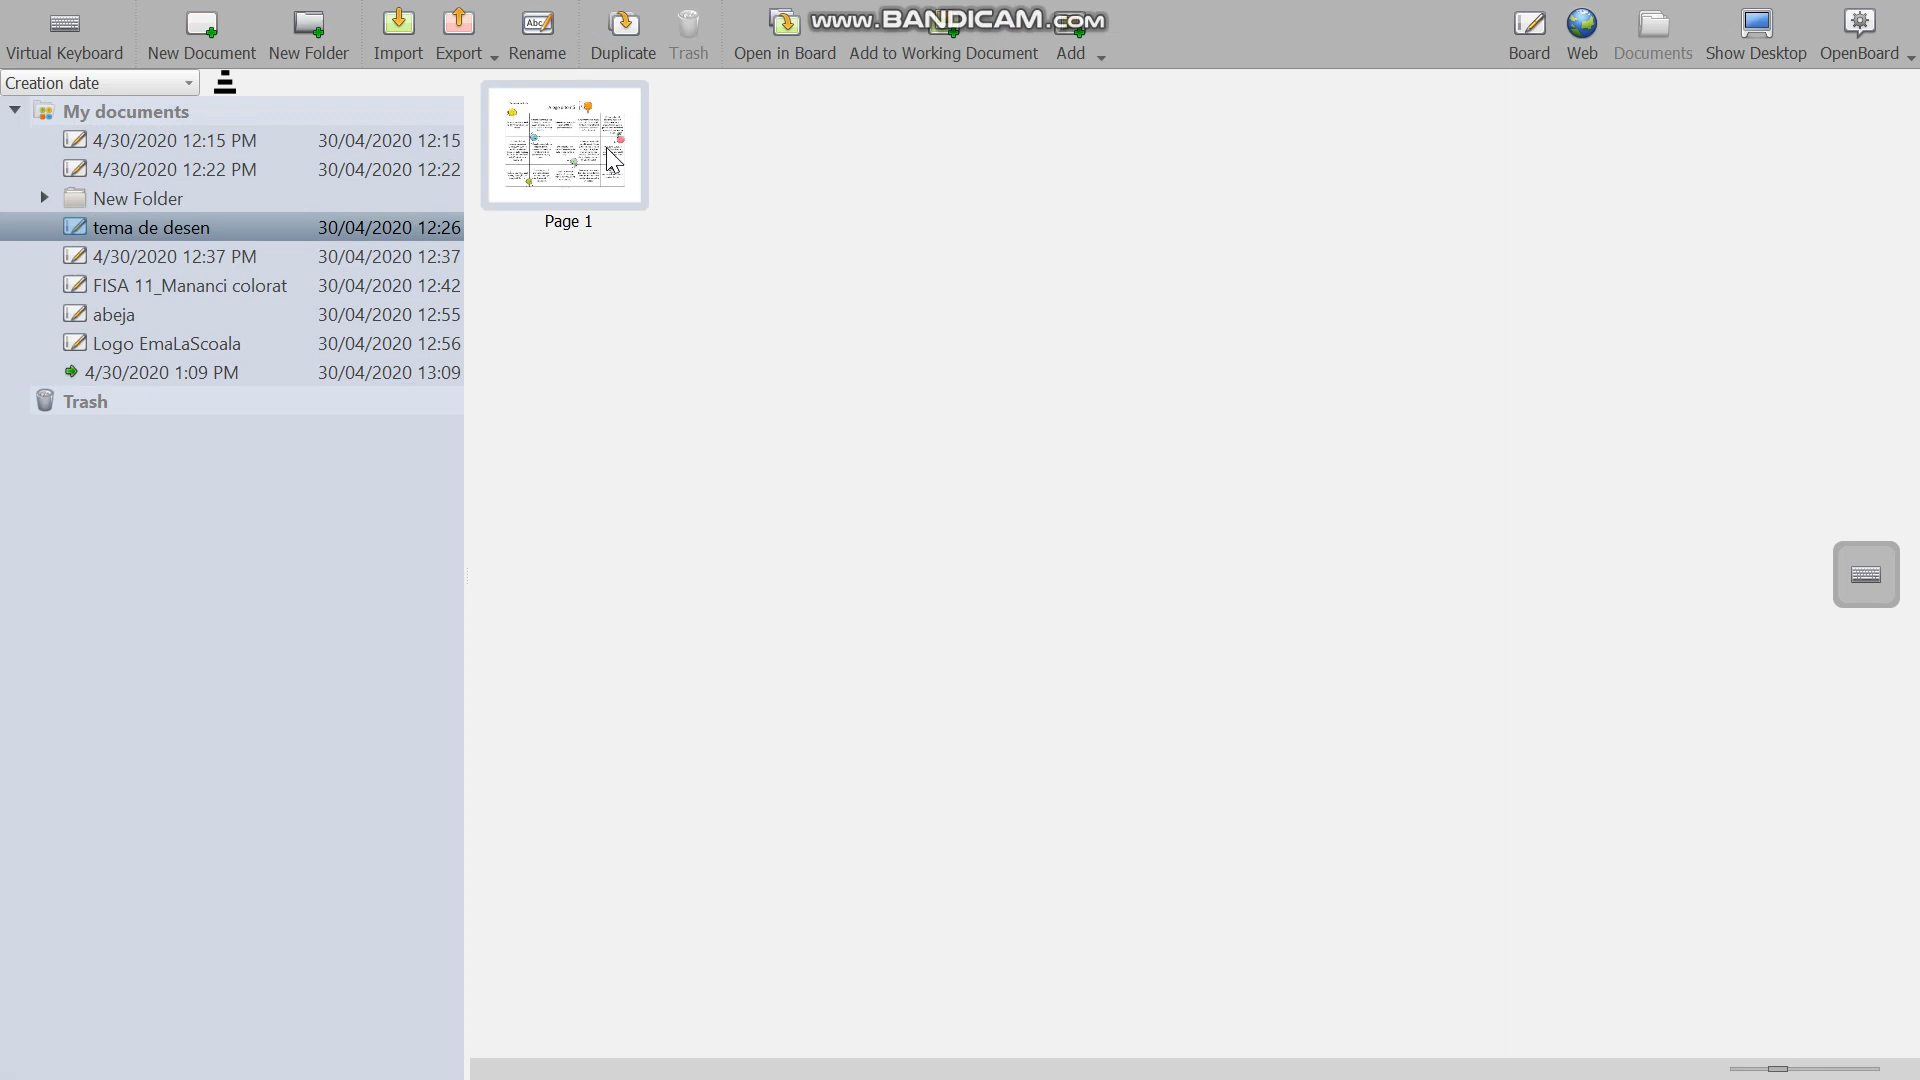 Virtual Keyboard
New Document
New Folder
Import
Export
Rename
Duplicate
Trash
Open in Board
Add to Working Document
Add
www.BANDICAM.com
Board
Web
Documents
Show Desktop
OpenBoard
Creation date
My documents
4/30/2020 12:15 PM 30/04/2020 12:15
4/30/2020 12:22 PM 30/04/2020 12:22
New Folder
tema de desen 30/04/2020 12:26
4/30/2020 12:37 PM 30/04/2020 12:37
FISA 11_Mananci colorat 30/04/2020 12:42
abeja 30/04/2020 12:55
Logo EmaLaScoala 30/04/2020 12:56
4/30/2020 1:09 PM 30/04/2020 13:09
Trash
Page 1